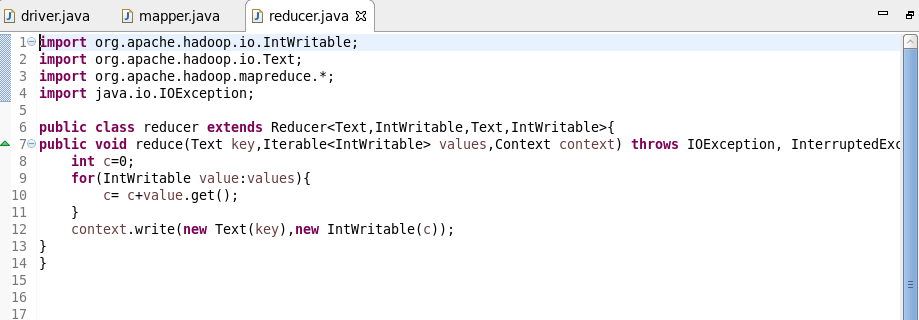 driver.java mapper.java reducer.java
1 import org.apache.hadoop.io.IntWritable;
2 import org.apache.hadoop.io.Text;
3 import org.apache.hadoop.mapreduce.*;
4 import java.io.IOException;
5
6 public class reducer extends Reducer<Text,IntWritable,Text,IntWritable>{
7 public void reduce(Text key,Iterable<IntWritable> values,Context context) throws IOException, InterruptedExc
8 int c=0;
9 for(IntWritable value:values){
10 c= c+value.get();
11 }
12 context.write(new Text(key),new IntWritable(c));
13 }
14 }
15
16
17